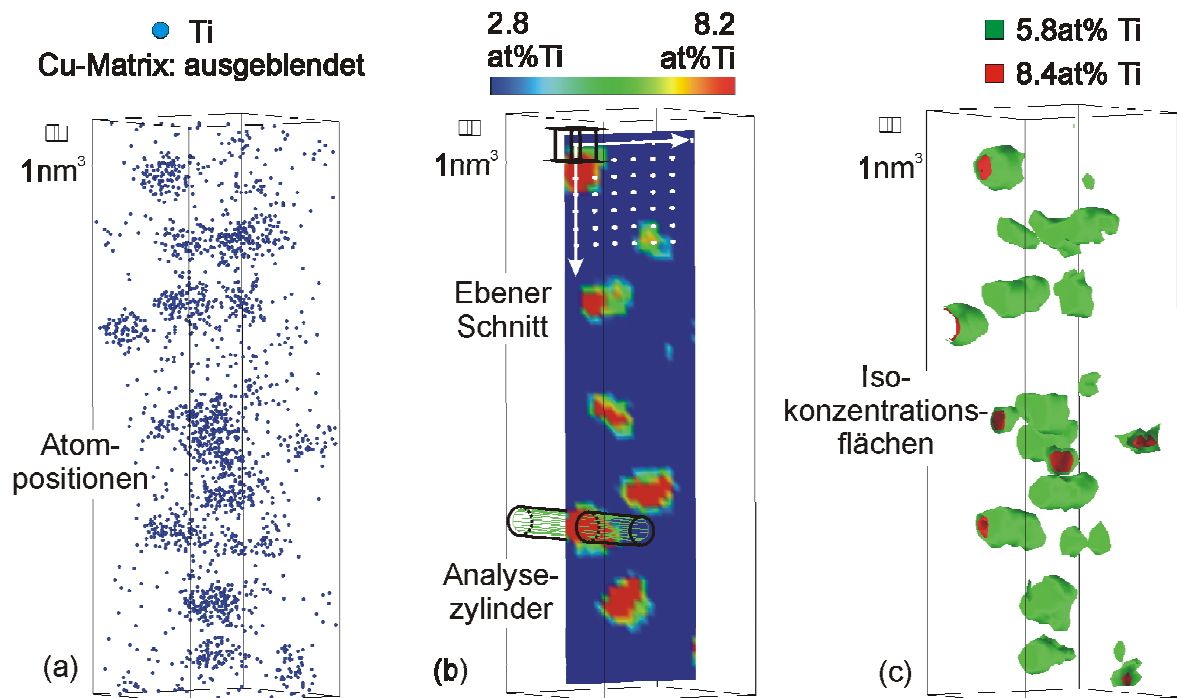 Ti
Cu-Matrix: ausgeblendet
1nm³
Atom-
positionen
(a)
2.8
at%Ti
8.2
at%Ti
1nm³
Ebener
Schnitt
Analyse-
zylinder
(b)
5.8at% Ti
8.4at% Ti
1nm³
Iso-
konzentrations-
flächen
(c)